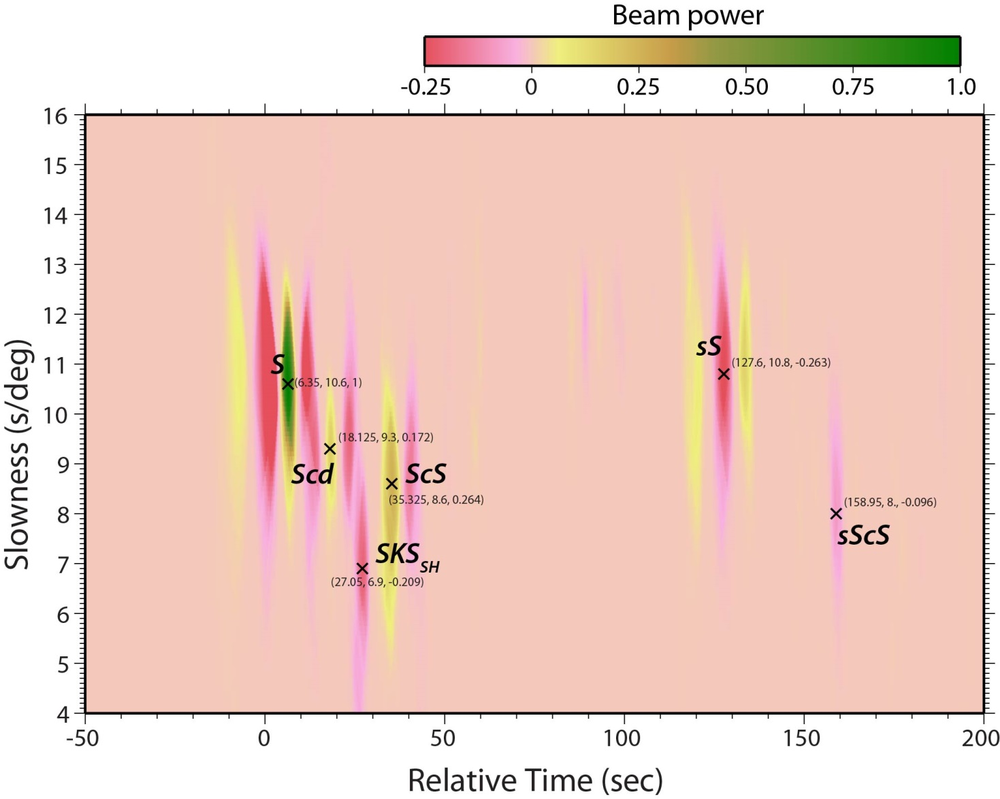 Beam power
-0.25 0 0.25 0.50 0.75 1.0
16
15
14
13
12
11
10
9
8
7
6
5
4
Slowness (s/deg)
sS
(127.6, 10.8, -0.263)
S
(6.35, 10.6, 1)
(18.125, 9.3, 0.172)
Scd
ScS
(35.325, 8.6, 0.264)
(158.95, 8., -0.096)
sScS
SKS SH
(27.05, 6.9, -0.209)
-50 0 50 100 150 200
Relative Time (sec)